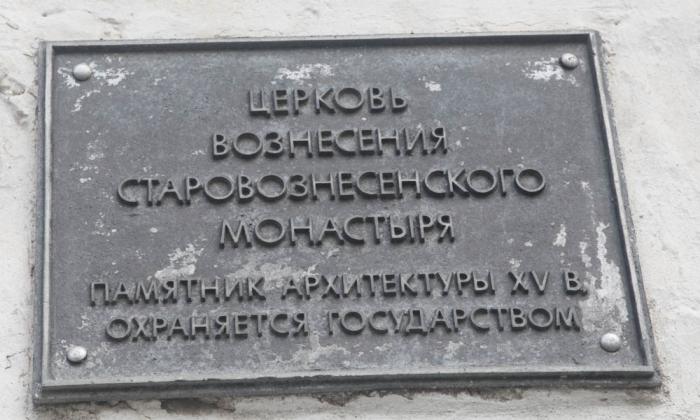 ЦЕРКОВЬ
ВОЗНЕСЕНИЯ
СТАРОВОЗНЕСЕНСКОГО
МОНАСТЫРЯ
ПАМЯТНИК АРХИТЕКТУРЫ XV В.
ОХРАНЯЕТСЯ ГОСУДАРСТВОМ